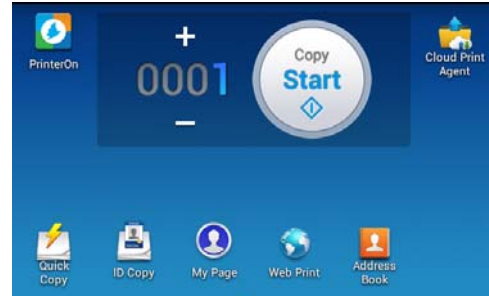 PrinterOn
+
0001
−
Copy
Start
Cloud Print
Agent
Quick
Copy
ID Copy
My Page
Web Print
Address
Book